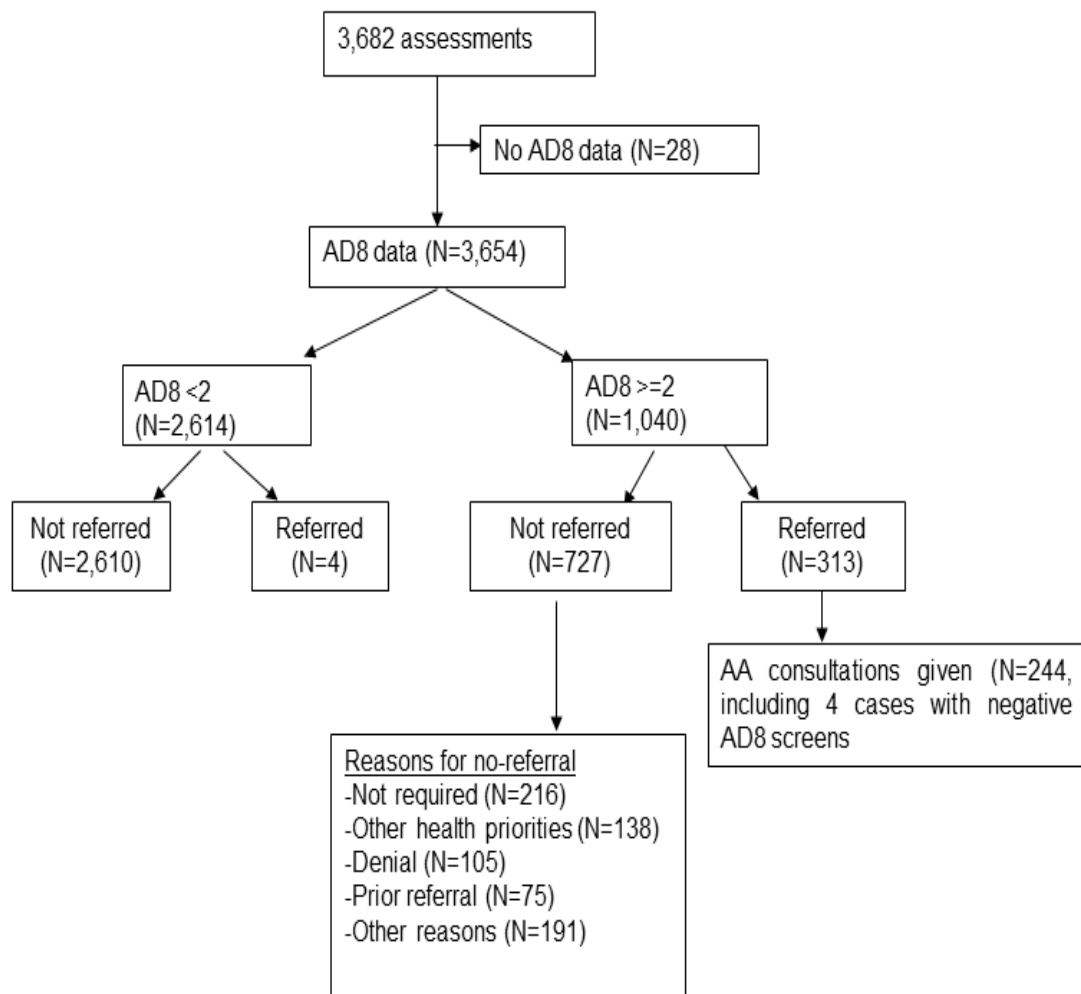 3,682 assessments
No AD8 data (N=28)
AD8 data (N=3,654)
AD8 <2
(N=2,614)
AD8 >=2
(N=1,040)
Not referred
(N=2,610)
Referred
(N=4)
Not referred
(N=727)
Referred
(N=313)
AA consultations given (N=244,
including 4 cases with negative
AD8 screens
Reasons for no-referral
-Not required (N=216)
-Other health priorities (N=138)
-Denial (N=105)
-Prior referral (N=75)
-Other reasons (N=191)